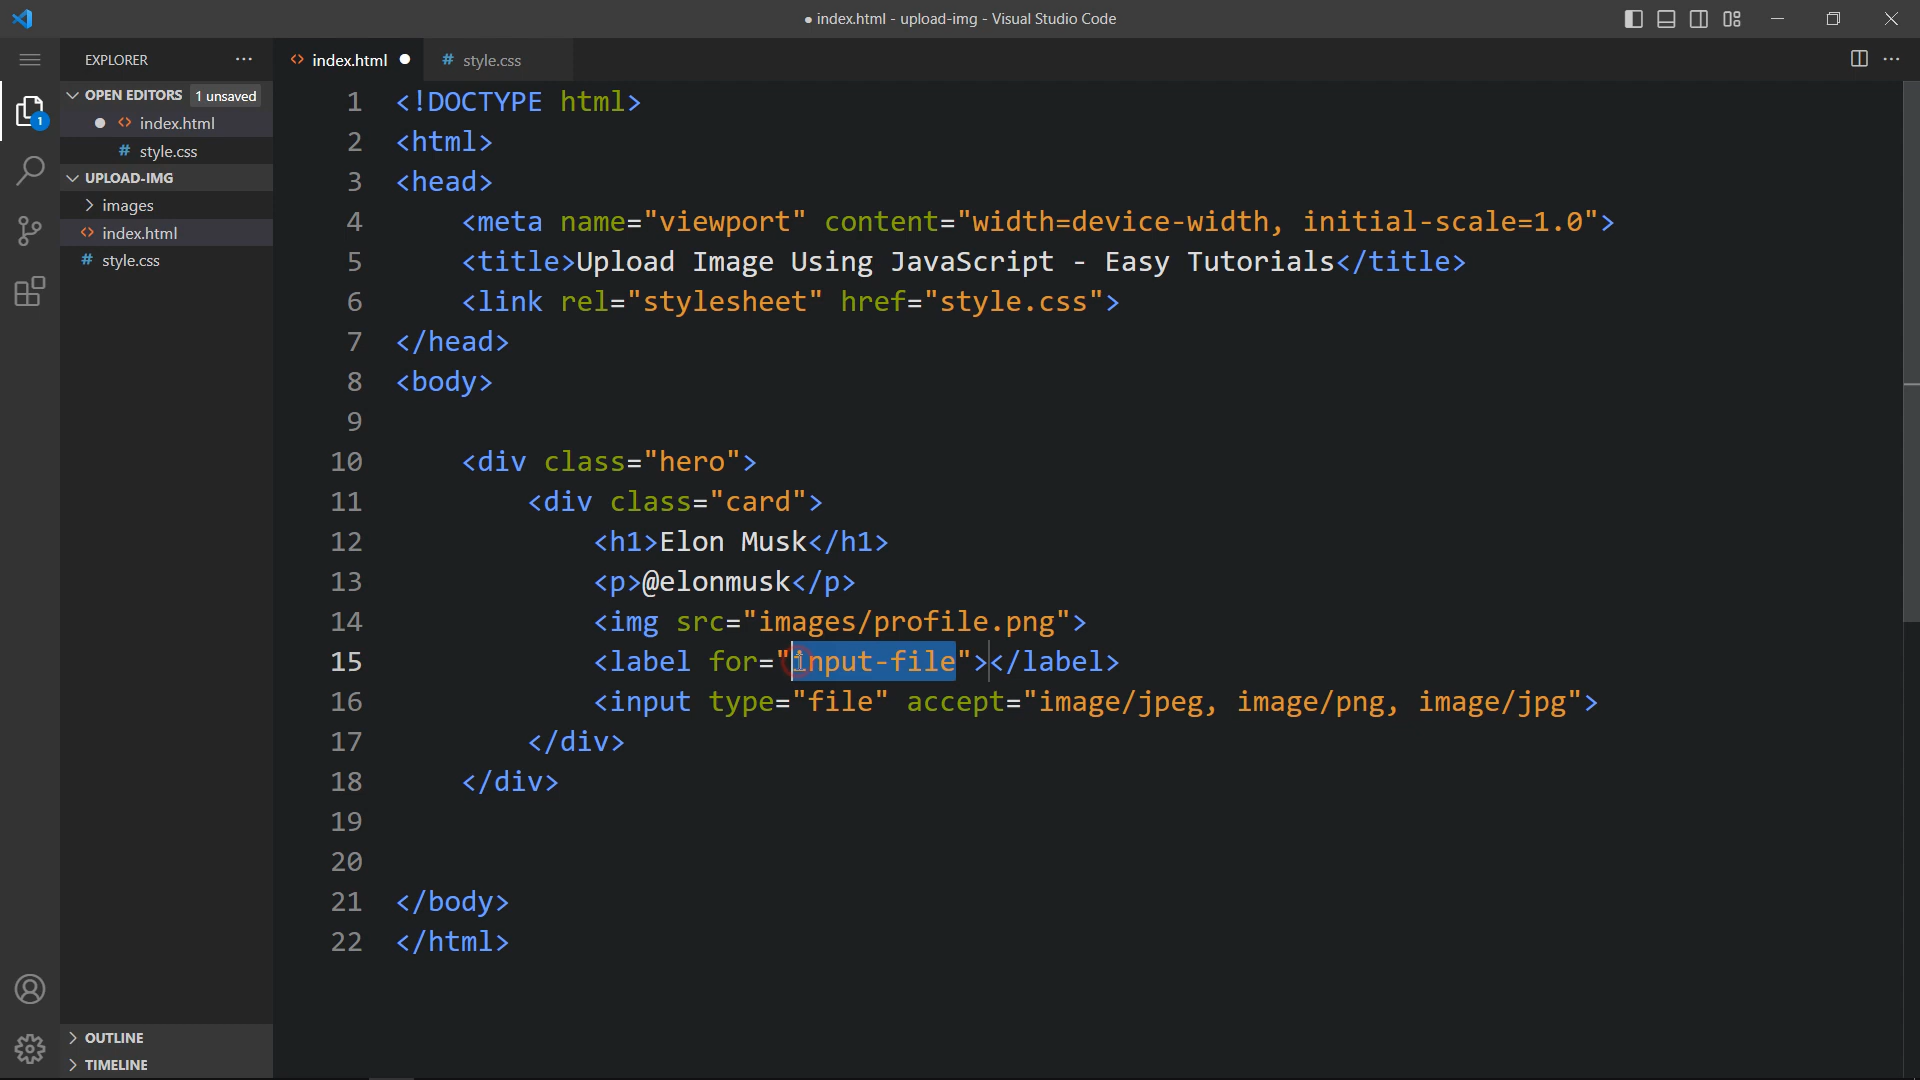 ● index.html - upload-img - Visual Studio Code
EXPLORER
index.html
style.css
OPEN EDITORS 1 unsaved
index.html
style.css
UPLOAD-IMG
images
index.html
style.css
1
1 <!DOCTYPE html>
2 <html>
3 <head>
4 <meta name="viewport" content="width=device-width, initial-scale=1.0">
5 <title>Upload Image Using JavaScript - Easy Tutorials</title>
6 <link rel="stylesheet" href="style.css">
7 </head>
8 <body>
9
10 <div class="hero">
11 <div class="card">
12 <h1>Elon Musk</h1>
13 <p>@elonmusk</p>
14 <img src="images/profile.png">
15 <label for="input-file"></label>
16 <input type="file" accept="image/jpeg, image/png, image/jpg">
17 </div>
18 </div>
19
20
21 </body>
22 </html>
OUTLINE
TIMELINE